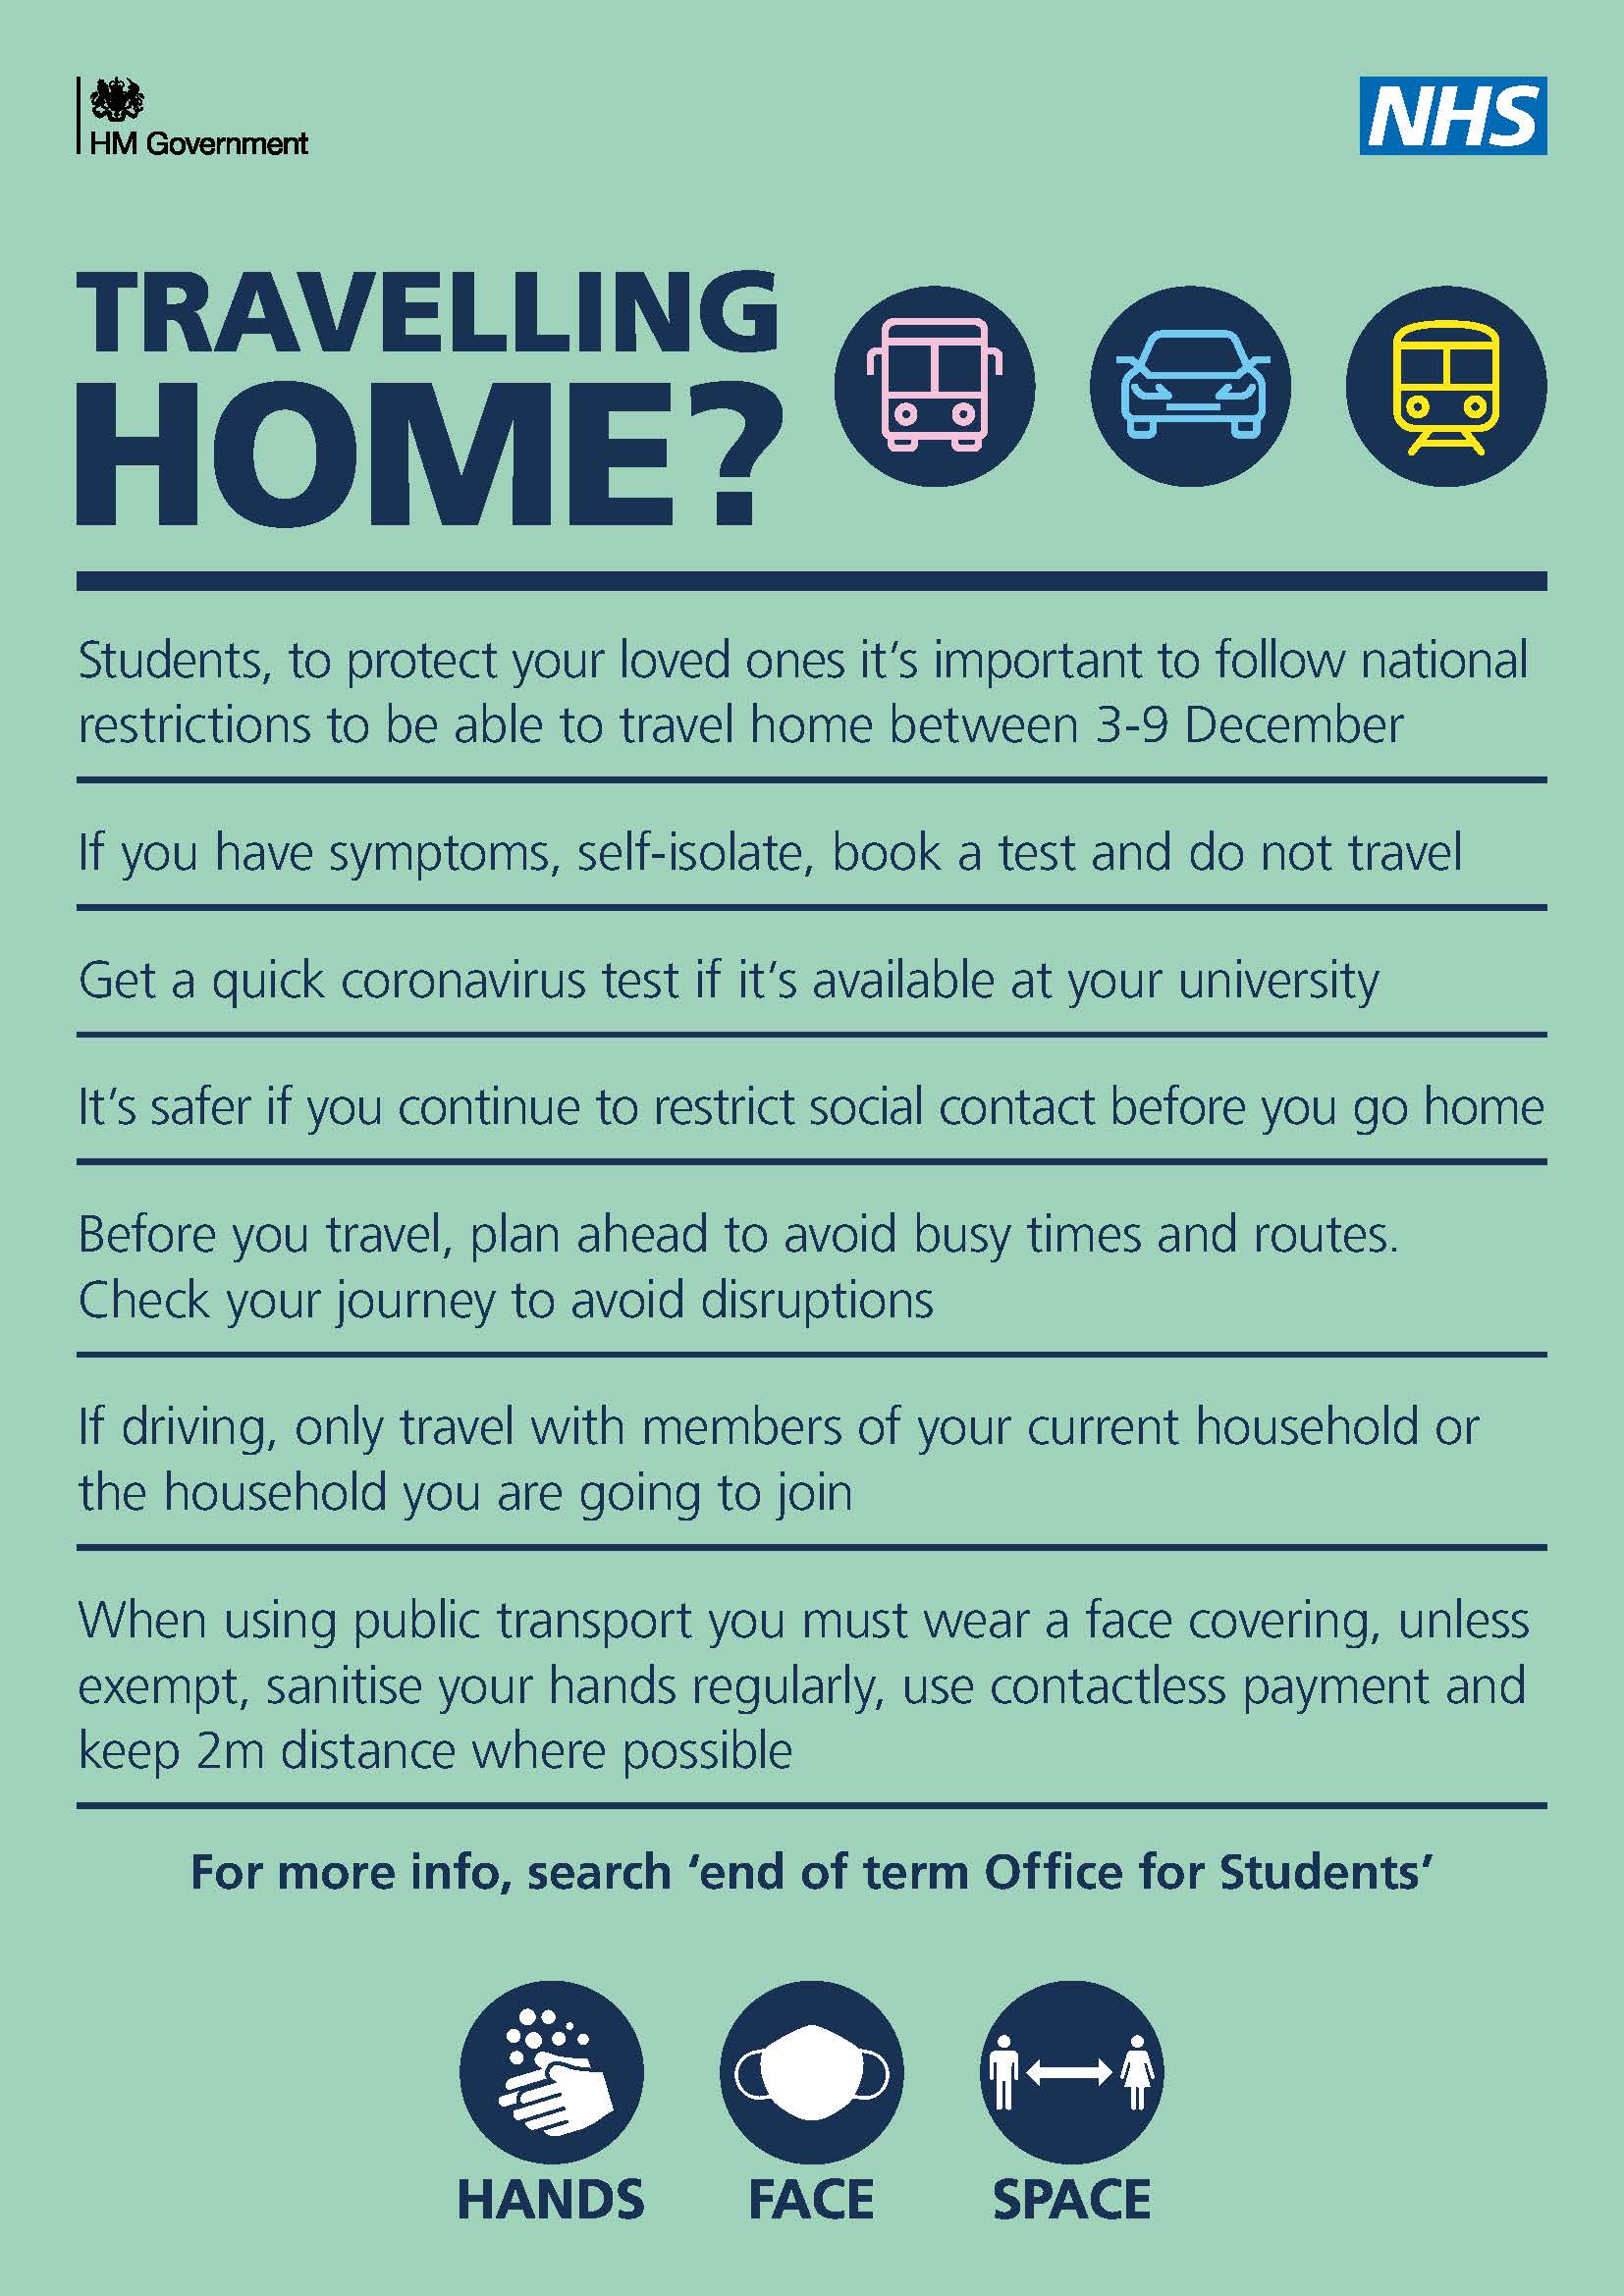 HM Government
NHS
TRAVELLING
HOME?
Students, to protect your loved ones it’s important to follow national
restrictions to be able to travel home between 3-9 December
If you have symptoms, self-isolate, book a test and do not travel
Get a quick coronavirus test if it’s available at your university
It’s safer if you continue to restrict social contact before you go home
Before you travel, plan ahead to avoid busy times and routes.
Check your journey to avoid disruptions
If driving, only travel with members of your current household or
the household you are going to join
When using public transport you must wear a face covering, unless
exempt, sanitise your hands regularly, use contactless payment and
keep 2m distance where possible
For more info, search ‘end of term Office for Students’
HANDS FACE SPACE